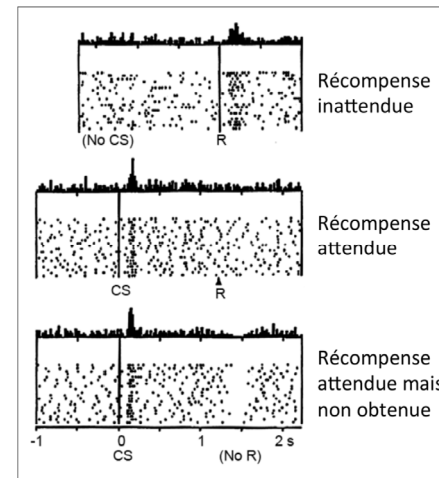 Récompense
inattendue
(No CS)
R
Récompense
attendue
CS
R
Récompense
attendue mais
non obtenue
-1
0
1
2 s
CS
(No R)